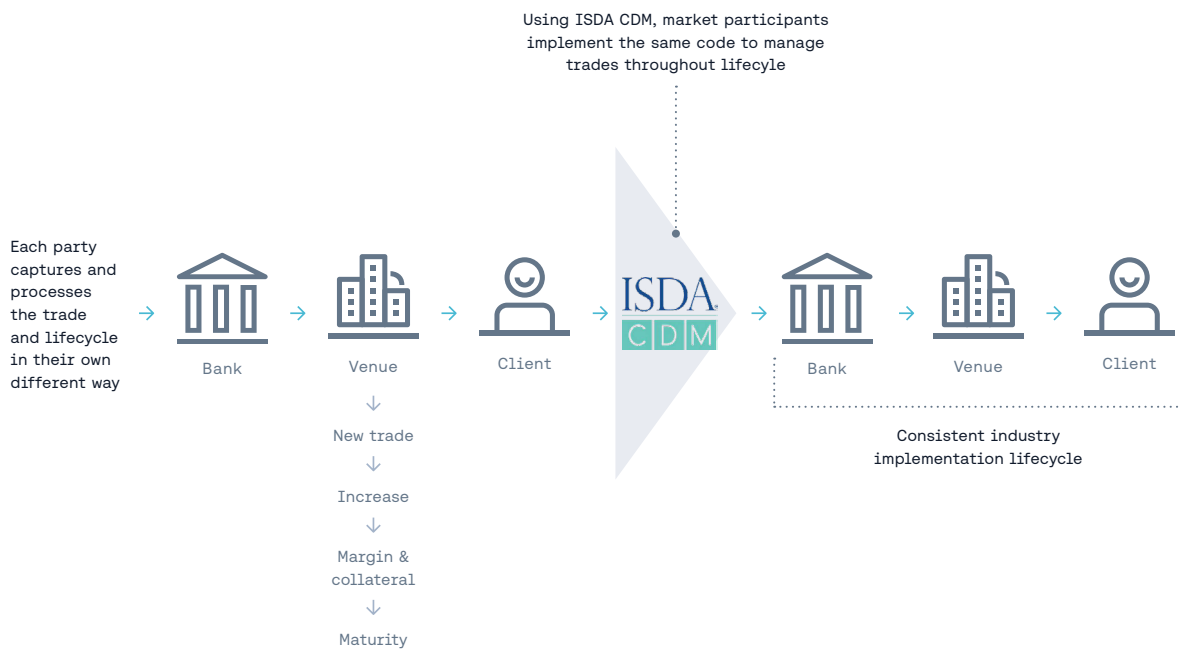 Using ISDA CDM, market participants
implement the same code to manage
trades throughout lifecyle
Each party
captures and
processes
the trade
and lifecycle
in their own
different way
Bank
Venue
Client
New trade
Increase
Margin &
collateral
Maturity
ISDA®
CDM
Bank
Venue
Client
Consistent industry
implementation lifecycle